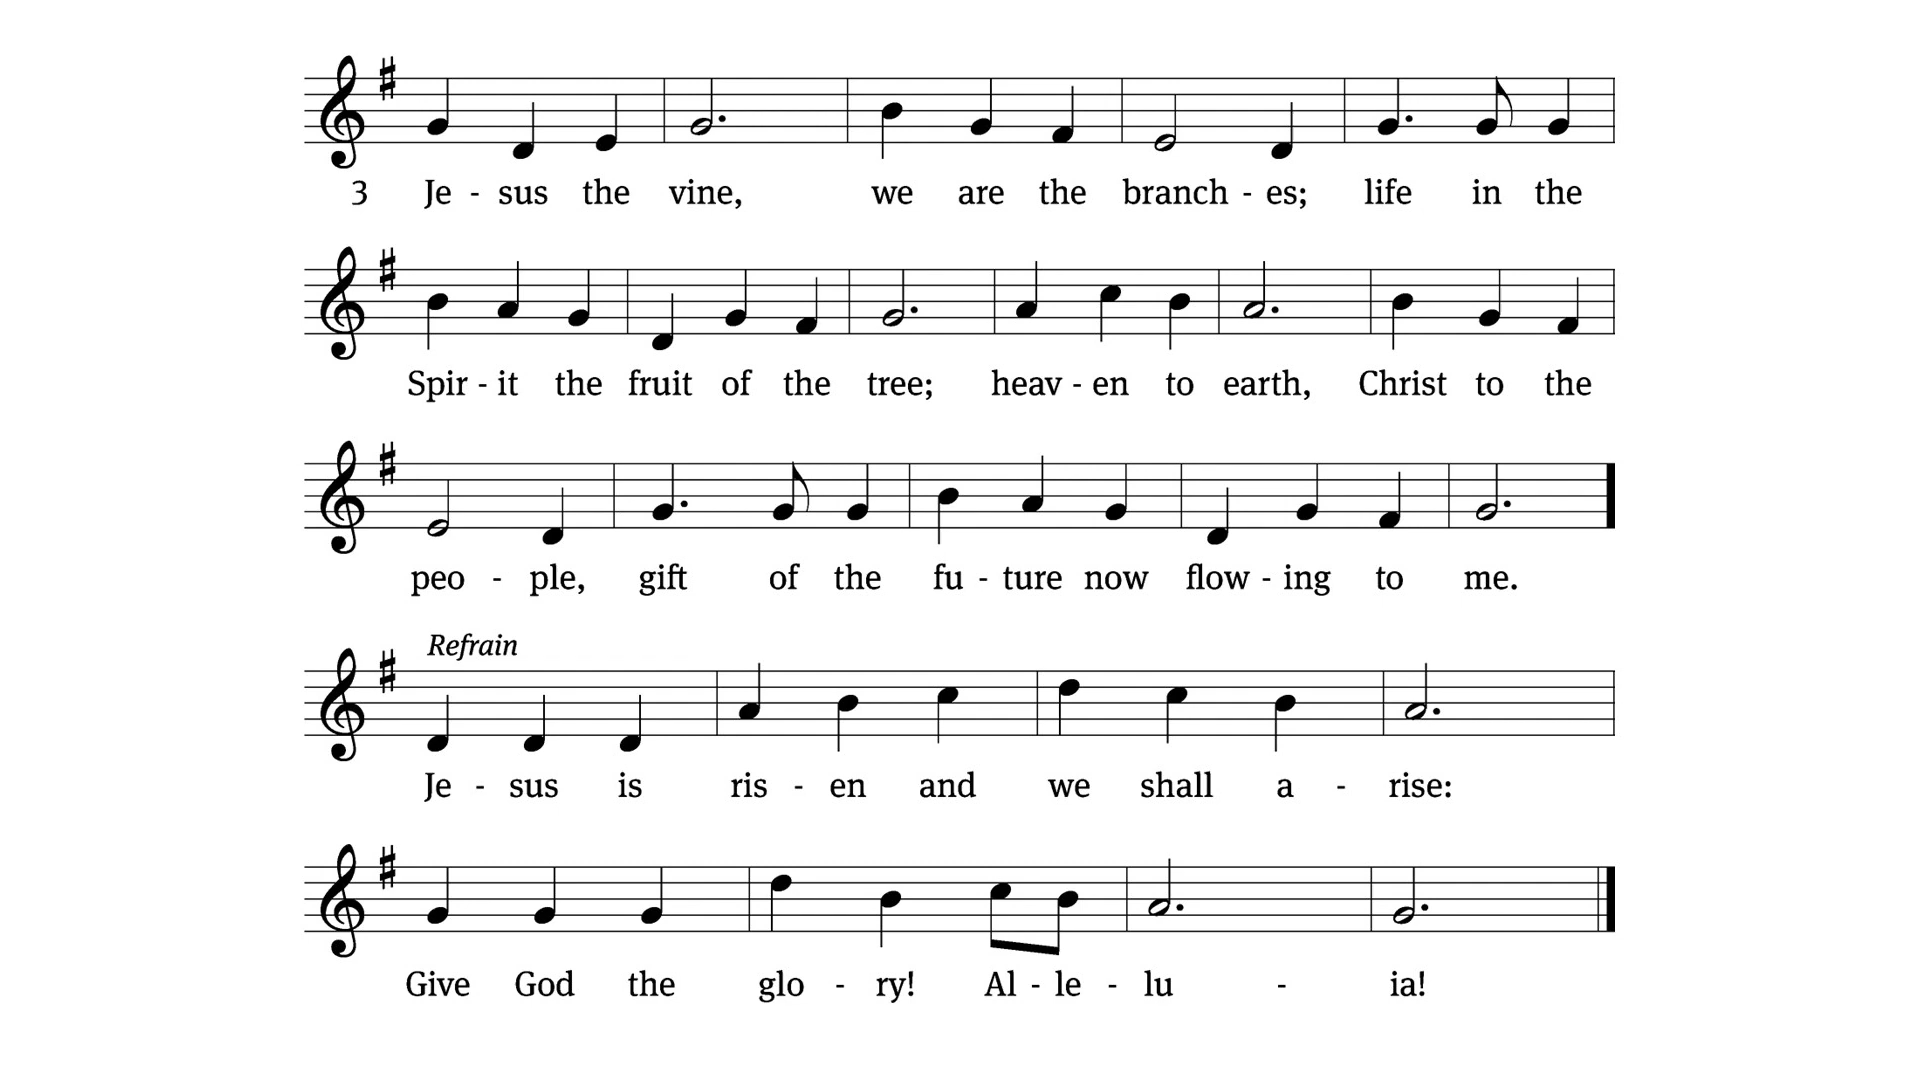 3 Je - sus the vine, we are the branch - es; life in the
Spir - it the fruit of the tree; heav - en to earth, Christ to the
peo - ple, gift of the fu - ture now flow - ing to me.
Refrain
Je - sus is ris - en and we shall a - rise:
Give God the glo - ry! Al - le - lu - ia!